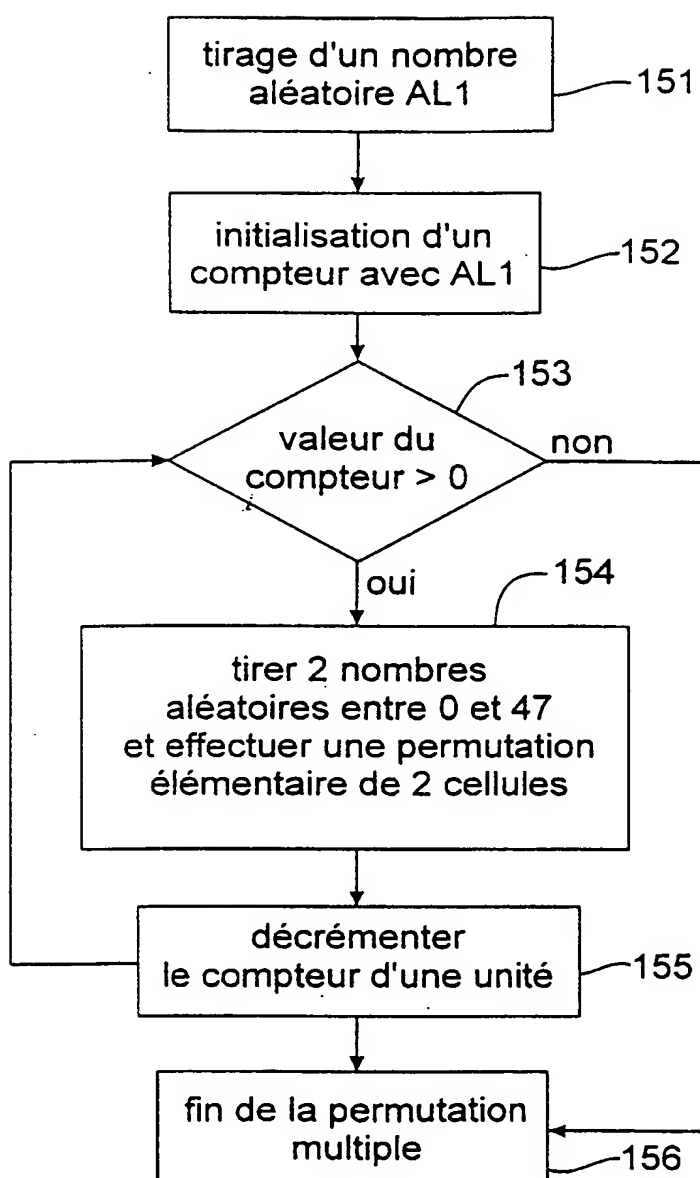 tirage d'un nombre
aléatoire AL1
151
initialisation d'un
compteur avec AL1
152
153
valeur du
compteur > 0
non
oui
154
tirer 2 nombres
aléatoires entre 0 et 47
et effectuer une permutation
élémentaire de 2 cellules
décrémenter
le compteur d'une unité
155
fin de la permutation
multiple
156